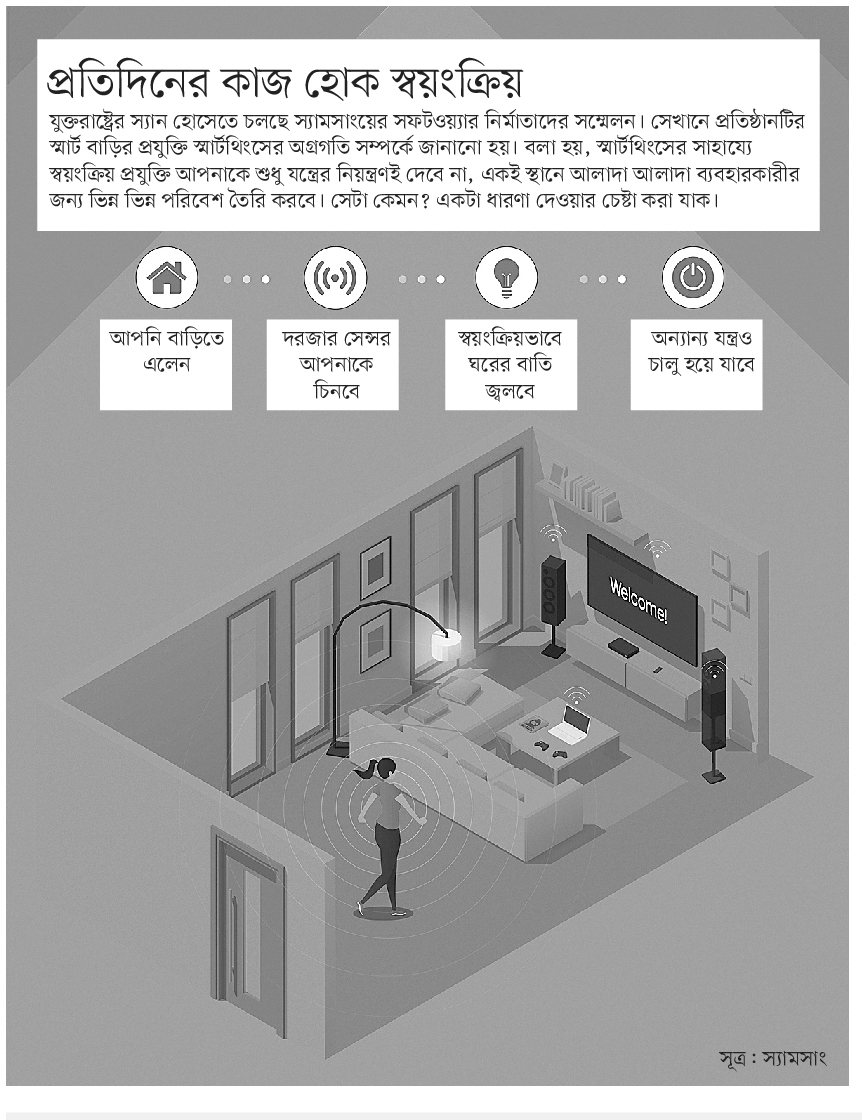 প্রতিদিনের কাজ হোক স্বয়ংক্রিয়
যুক্তরাষ্ট্রের স্যান হোসেতে চলছে স্যামসাংয়ের সফটওয়্যার নির্মাতাদের সম্মেলন। সেখানে প্রতিষ্ঠানটির
স্মার্ট বাড়ির প্রযুক্তি স্মার্টথিংসের অগ্রগতি সম্পর্কে জানানো হয়। বলা হয়, স্মার্টথিংসের সাহায্যে
স্বয়ংক্রিয় প্রযুক্তি আপনাকে শুধু যন্ত্রের নিয়ন্ত্রণই দেবে না, একই স্থানে আলাদা আলাদা ব্যবহারকারীর
জন্য ভিন্ন ভিন্ন পরিবেশ তৈরি করবে। সেটা কেমন? একটা ধারণা দেওয়ার চেষ্টা করা যাক।
আপনি বাড়িতে
এলেন
দরজার সেন্সর
আপনাকে
চিনবে
স্বয়ংক্রিয়ভাবে
ঘরের বাতি
জ্বলবে
অন্যান্য যন্ত্রও
চালু হয়ে যাবে
Welcome!
সূত্র : স্যামসাং